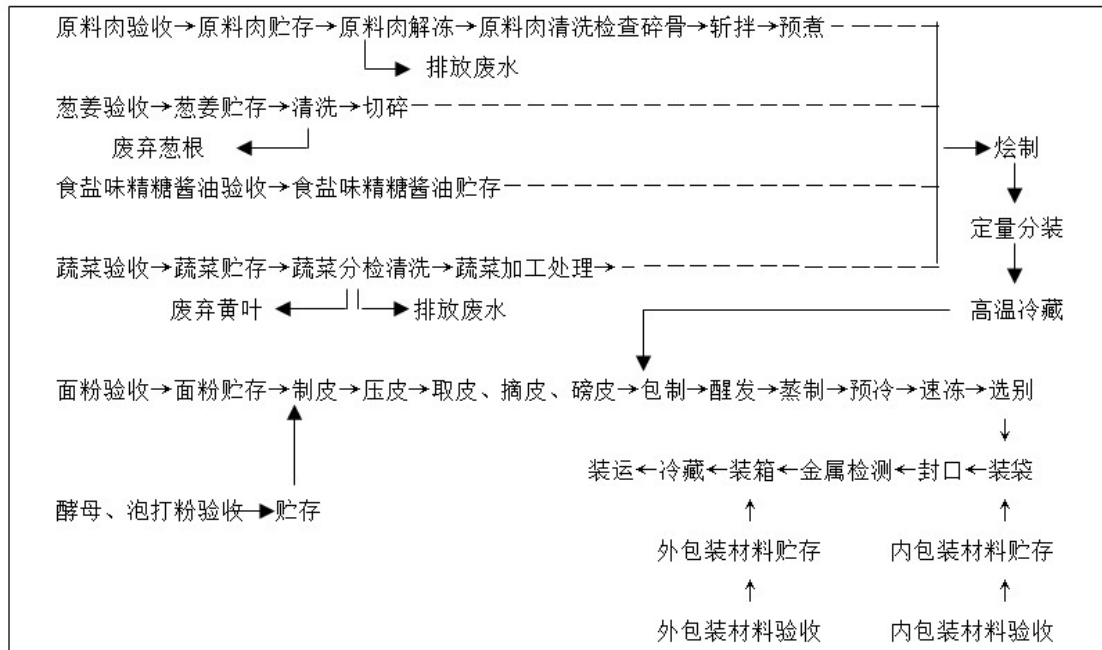 原料肉验收→原料肉贮存→原料肉解冻→原料肉清洗检查碎骨→斩拌→预煮
排放废水
葱姜验收→葱姜贮存→清洗→切碎
废弃葱根
烩制
食盐味精糖酱油验收→食盐味精糖酱油贮存
定量分装
蔬菜验收→蔬菜贮存→蔬菜分检清洗→蔬菜加工处理→
废弃黄叶
排放废水
高温冷藏
面粉验收→面粉贮存→制皮→压皮→取皮、摘皮、磅皮→包制→醒发→蒸制→预冷→速冻→选别
装运←冷藏←装箱←金属检测←封口←装袋
酵母、泡打粉验收→贮存
外包装材料贮存 内包装材料贮存
外包装材料验收 内包装材料验收